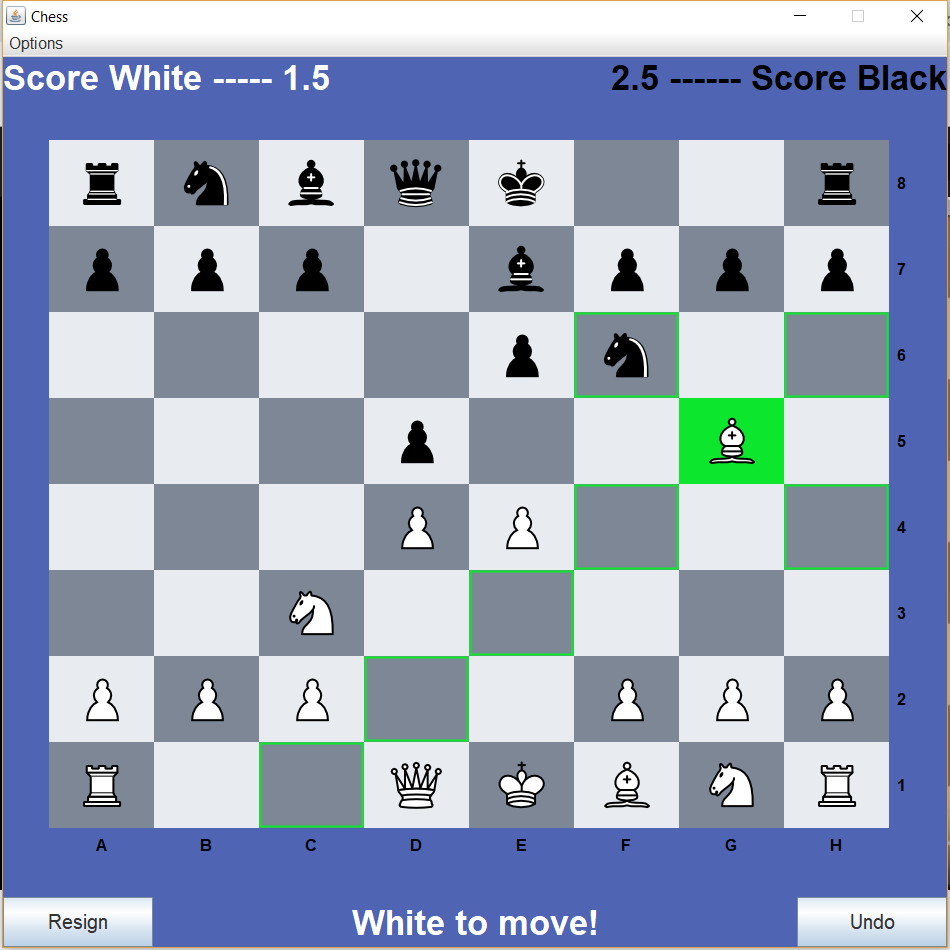 Chess
Options
Score White ----- 1.5
2.5 ------ Score Black
8
7
6
5
4
3
2
1
A B C D E F G H
Resign
White to move!
Undo